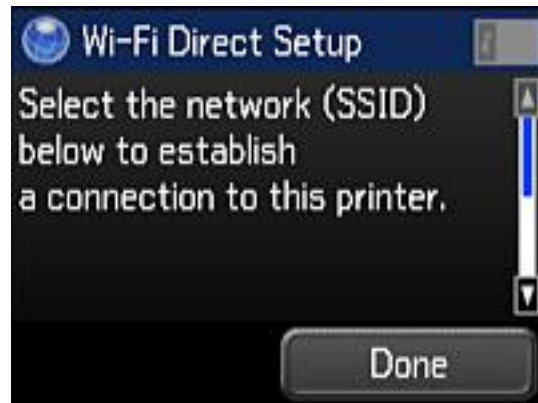 Wi-Fi Direct Setup
Select the network (SSID)
below to establish
a connection to this printer.
Done